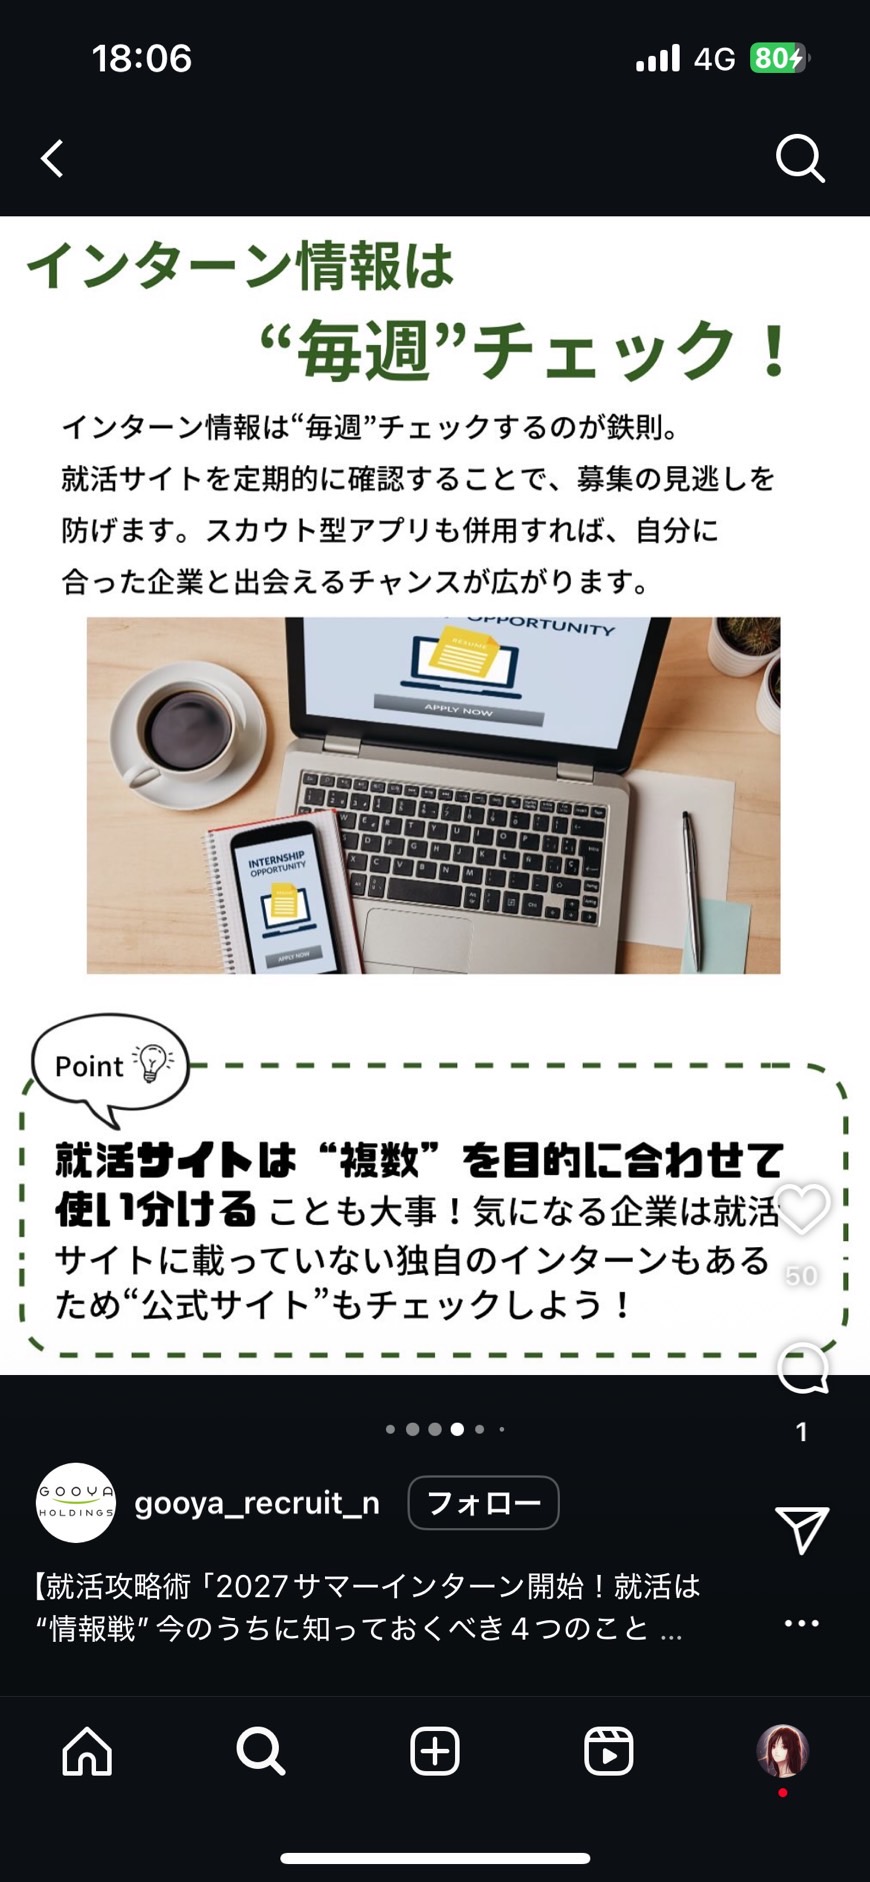 18:06
4G
80
インターン情報は
“毎週”チェック！
インターン情報は“毎週”チェックするのが鉄則。
就活サイトを定期的に確認することで、募集の見逃しを
防げます。スカウト型アプリも併用すれば、自分に
合った企業と出会えるチャンスが広がります。
OPPORTUNITY
RESUME
APPLY NOW
INTERNSHIP
OPPORTUNITY
APPLY NOW
Point
就活サイトは“複数”を目的に合わせて
使い分けることも大事！気になる企業は就活
サイトに載っていない独自のインターンもある
ため“公式サイト”もチェックしよう！
50
1
GOOYA
HOLDINGS
gooya_recruit_n
フォロー
【就活攻略術「2027サマーインターン開始！就活は
“情報戦” 今のうちに知っておくべき４つのこと ...